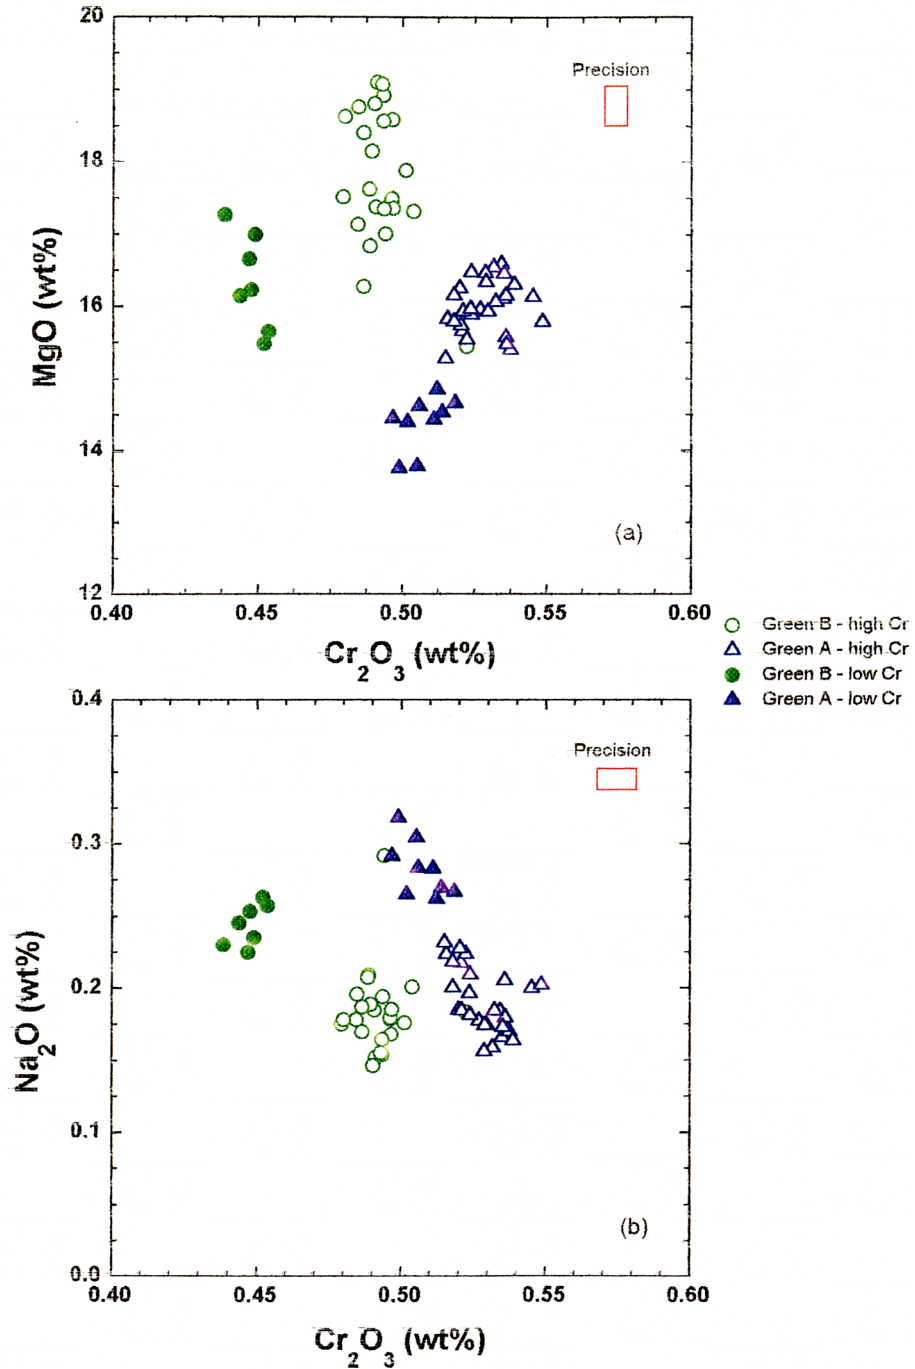 20
Precision
18
16
14
12
MgO (wt%)
(a)
0.40 0.45 0.50 0.55 0.60
Cr2O3 (wt%)
Green B - high Cr
Green A - high Cr
Green B - low Cr
Green A - low Cr
0.4
Precision
0.3
0.2
0.1
0.0
Na2O (wt%)
(b)
0.40 0.45 0.50 0.55 0.60
Cr2O3 (wt%)